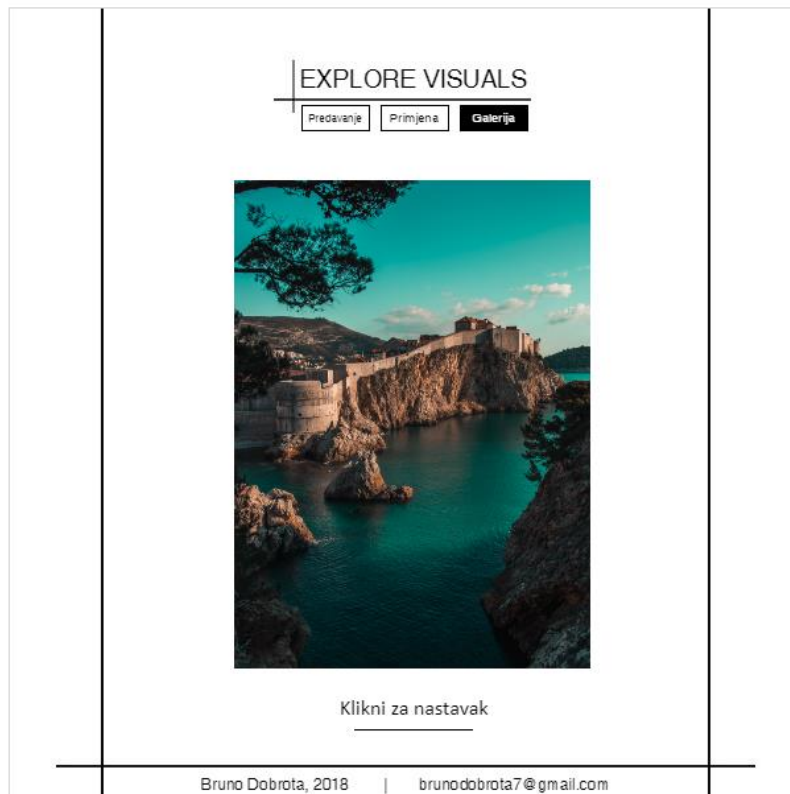 EXPLORE VISUALS
Predavanje Primjena Galerija
Klikni za nastavak
Bruno Dobrota, 2018 | brunodobrota7@gmail.com